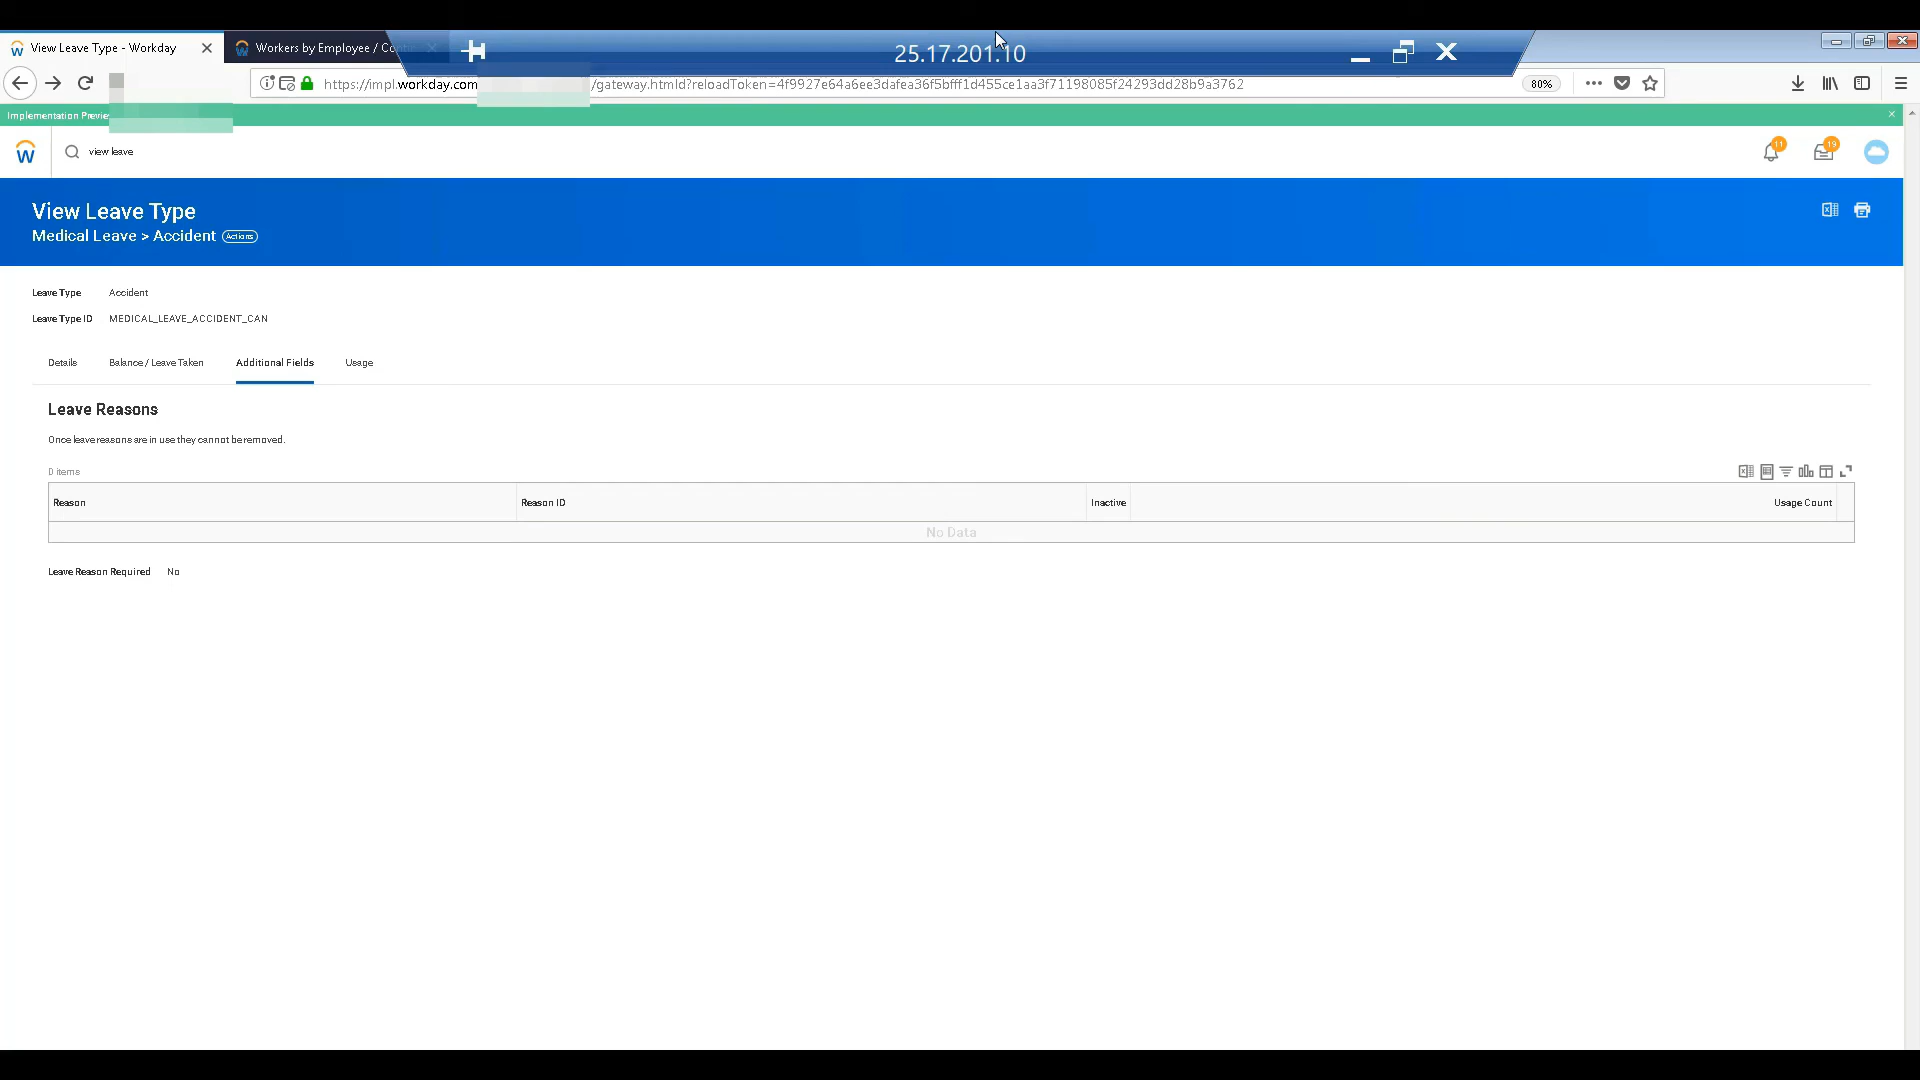 View Leave Type - Workday
Workers by Employee /
25.17.201.10
https://impl.workday.com
/gateway.htmld?reloadToken=4f9927e64a6ee3dafea36f5bfff1d455ce1aa3f71198085f24293dd28b9a3762
80%
Implementation
view leave
11
19
View Leave Type
Medical Leave > Accident Actions
Leave Type Accident
Leave Type ID MEDICAL_LEAVE_ACCIDENT_CAN
Details Balance / Leave Taken Additional Fields Usage
Leave Reasons
Once leave reasons are in use they cannot be removed.
0 items
Reason Reason ID Inactive Usage Count
No Data
Leave Reason Required No